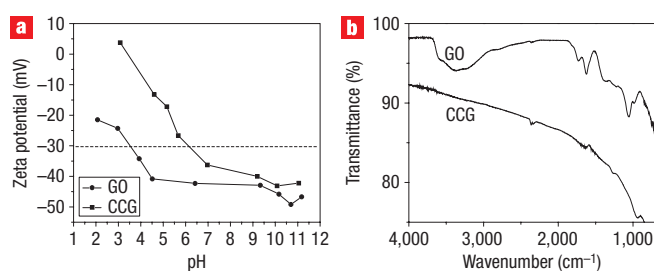 a
Zeta potential (mV)
10
0
−10
−20
−30
−40
−50
GO
CCG
1 2 3 4 5 6 7 8 9 10 11 12
pH
b
Transmittance (%)
100
90
80
GO
CCG
4,000 3,000 2,000 1,000
Wavenumber (cm⁻¹)